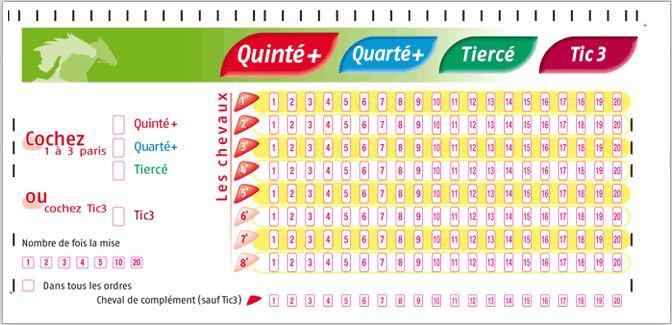 Quinté+ Quarté+ Tiercé Tic 3
Les chevaux
1e 1 2 3 4 5 6 7 8 9 10 11 12 13 14 15 16 17 18 19 20
2e 1 2 3 4 5 6 7 8 9 10 11 12 13 14 15 16 17 18 19 20
3e 1 2 3 4 5 6 7 8 9 10 11 12 13 14 15 16 17 18 19 20
4e 1 2 3 4 5 6 7 8 9 10 11 12 13 14 15 16 17 18 19 20
5e 1 2 3 4 5 6 7 8 9 10 11 12 13 14 15 16 17 18 19 20
6e 1 2 3 4 5 6 7 8 9 10 11 12 13 14 15 16 17 18 19 20
7e 1 2 3 4 5 6 7 8 9 10 11 12 13 14 15 16 17 18 19 20
8e 1 2 3 4 5 6 7 8 9 10 11 12 13 14 15 16 17 18 19 20
Cochez
1 à 3 paris
Quinté+
Quarté+
Tiercé
ou
cochez Tic3
Tic3
Nombre de fois la mise
1 2 3 4 5 10 20
Dans tous les ordres
Cheval de complément (sauf Tic3) 1 2 3 4 5 6 7 8 9 10 11 12 13 14 15 16 17 18 19 20